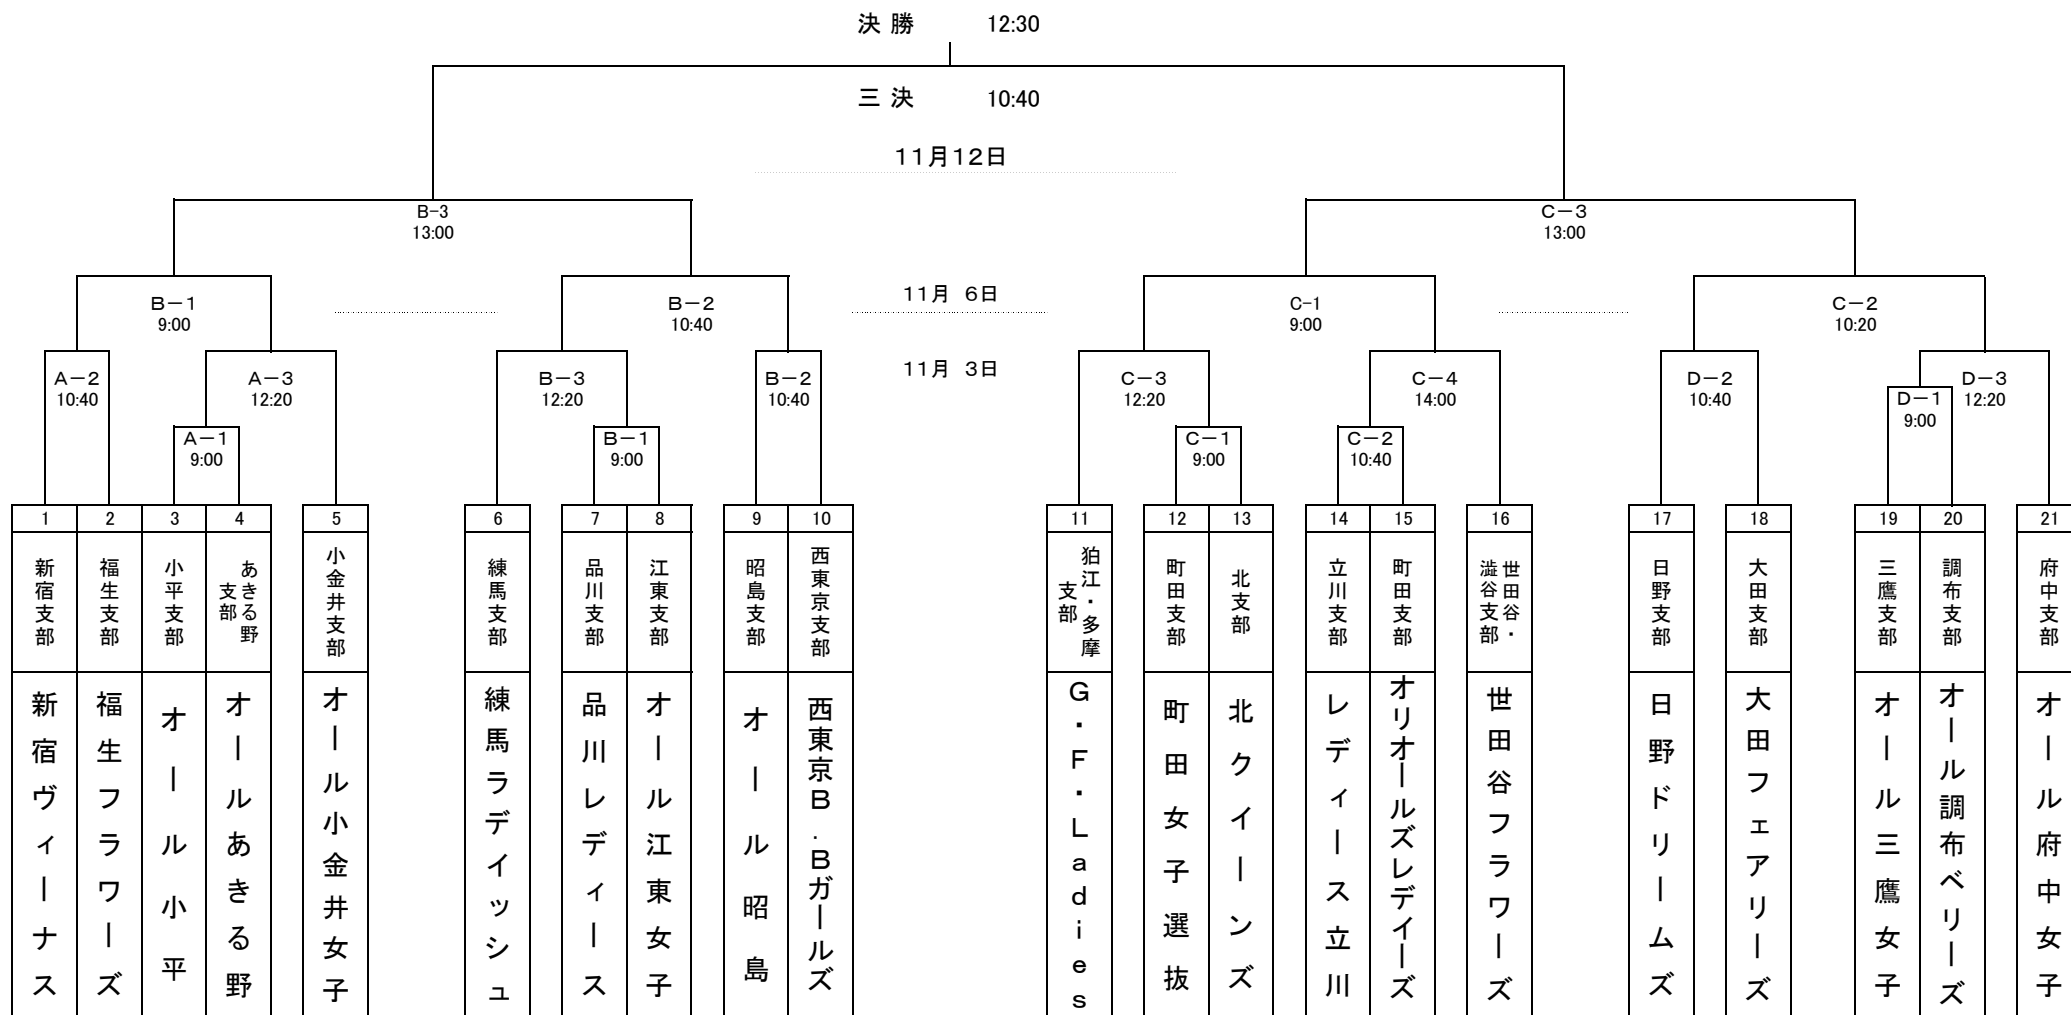 決 勝 12:30
三 決 10:40
11月12日
B-3
13:00
C-3
13:00
11月 6日
B-1
9:00
B-2
10:40
C-1
9:00
C-2
10:20
11月 3日
A-2
10:40
A-3
12:20
B-3
12:20
B-2
10:40
C-3
12:20
C-4
14:00
D-2
10:40
D-3
12:20
D-1
9:00
A-1
9:00
B-1
9:00
C-1
9:00
C-2
10:40
1
新宿支部
新宿ヴィーナス
2
福生支部
福生フラワーズ
3
小平支部
オール小平
4
あきる野
支部
オールあきる野
5
小金井支部
オール小金井女子
6
練馬支部
練馬ラディッシュ
7
品川支部
品川レディース
8
江東支部
オール江東女子
9
昭島支部
オール昭島
10
西東京支部
西東京B.Bガールズ
11
狛江・多摩
支部
G・F・Ladies
12
町田支部
町田女子選抜
13
北支部
北クイーンズ
14
立川支部
レディース立川
15
町田支部
オリオールズレデイーズ
16
世田谷・
澁谷支部
世田谷フラワーズ
17
日野支部
日野ドリームズ
18
大田支部
大田フェアリーズ
19
三鷹支部
オール三鷹女子
20
調布支部
オール調布ベリーズ
21
府中支部
オール府中女子